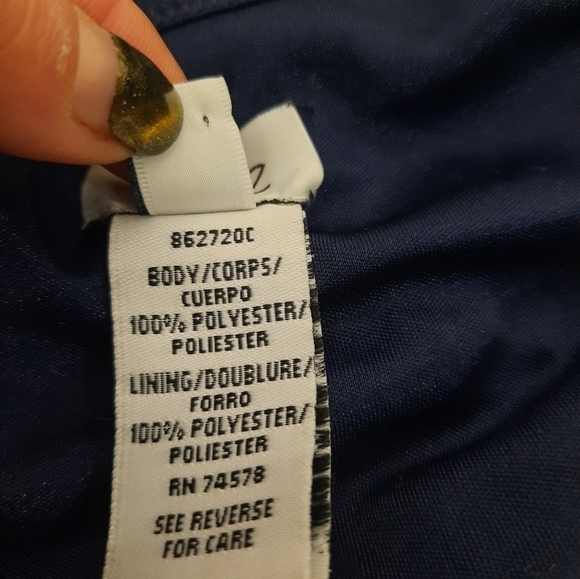 862720C
BODY/CORPS/
CUERPO
100% POLYESTER/
POLIESTER
LINING/DOUBLURE/
FORRO
100% POLYESTER/
POLIESTER
RN 74578
SEE REVERSE
FOR CARE